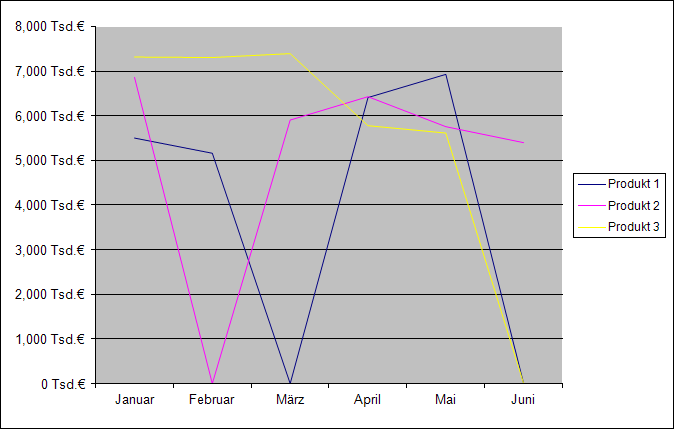 8,000 Tsd.€
7,000 Tsd.€
6,000 Tsd.€
5,000 Tsd.€
4,000 Tsd.€
3,000 Tsd.€
2,000 Tsd.€
1,000 Tsd.€
0 Tsd.€
Januar Februar März April Mai Juni
Produkt 1
Produkt 2
Produkt 3